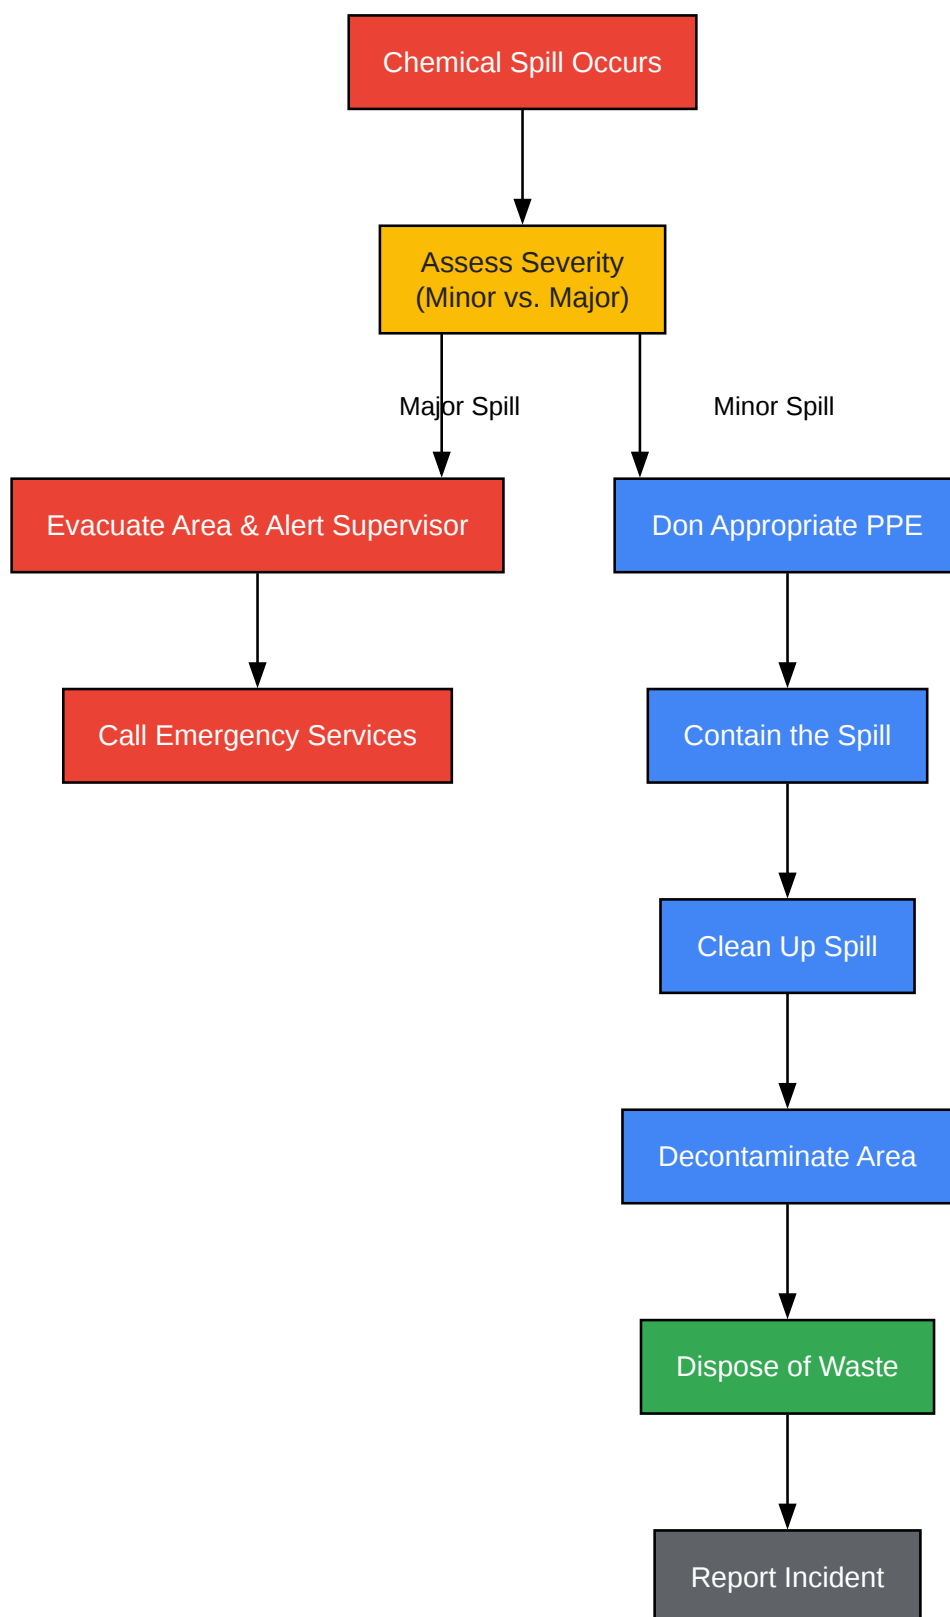 Chemical Spill Occurs
Assess Severity
(Minor vs. Major)
Major Spill
Minor Spill
Evacuate Area & Alert Supervisor
Don Appropriate PPE
Call Emergency Services
Contain the Spill
Clean Up Spill
Decontaminate Area
Dispose of Waste
Report Incident